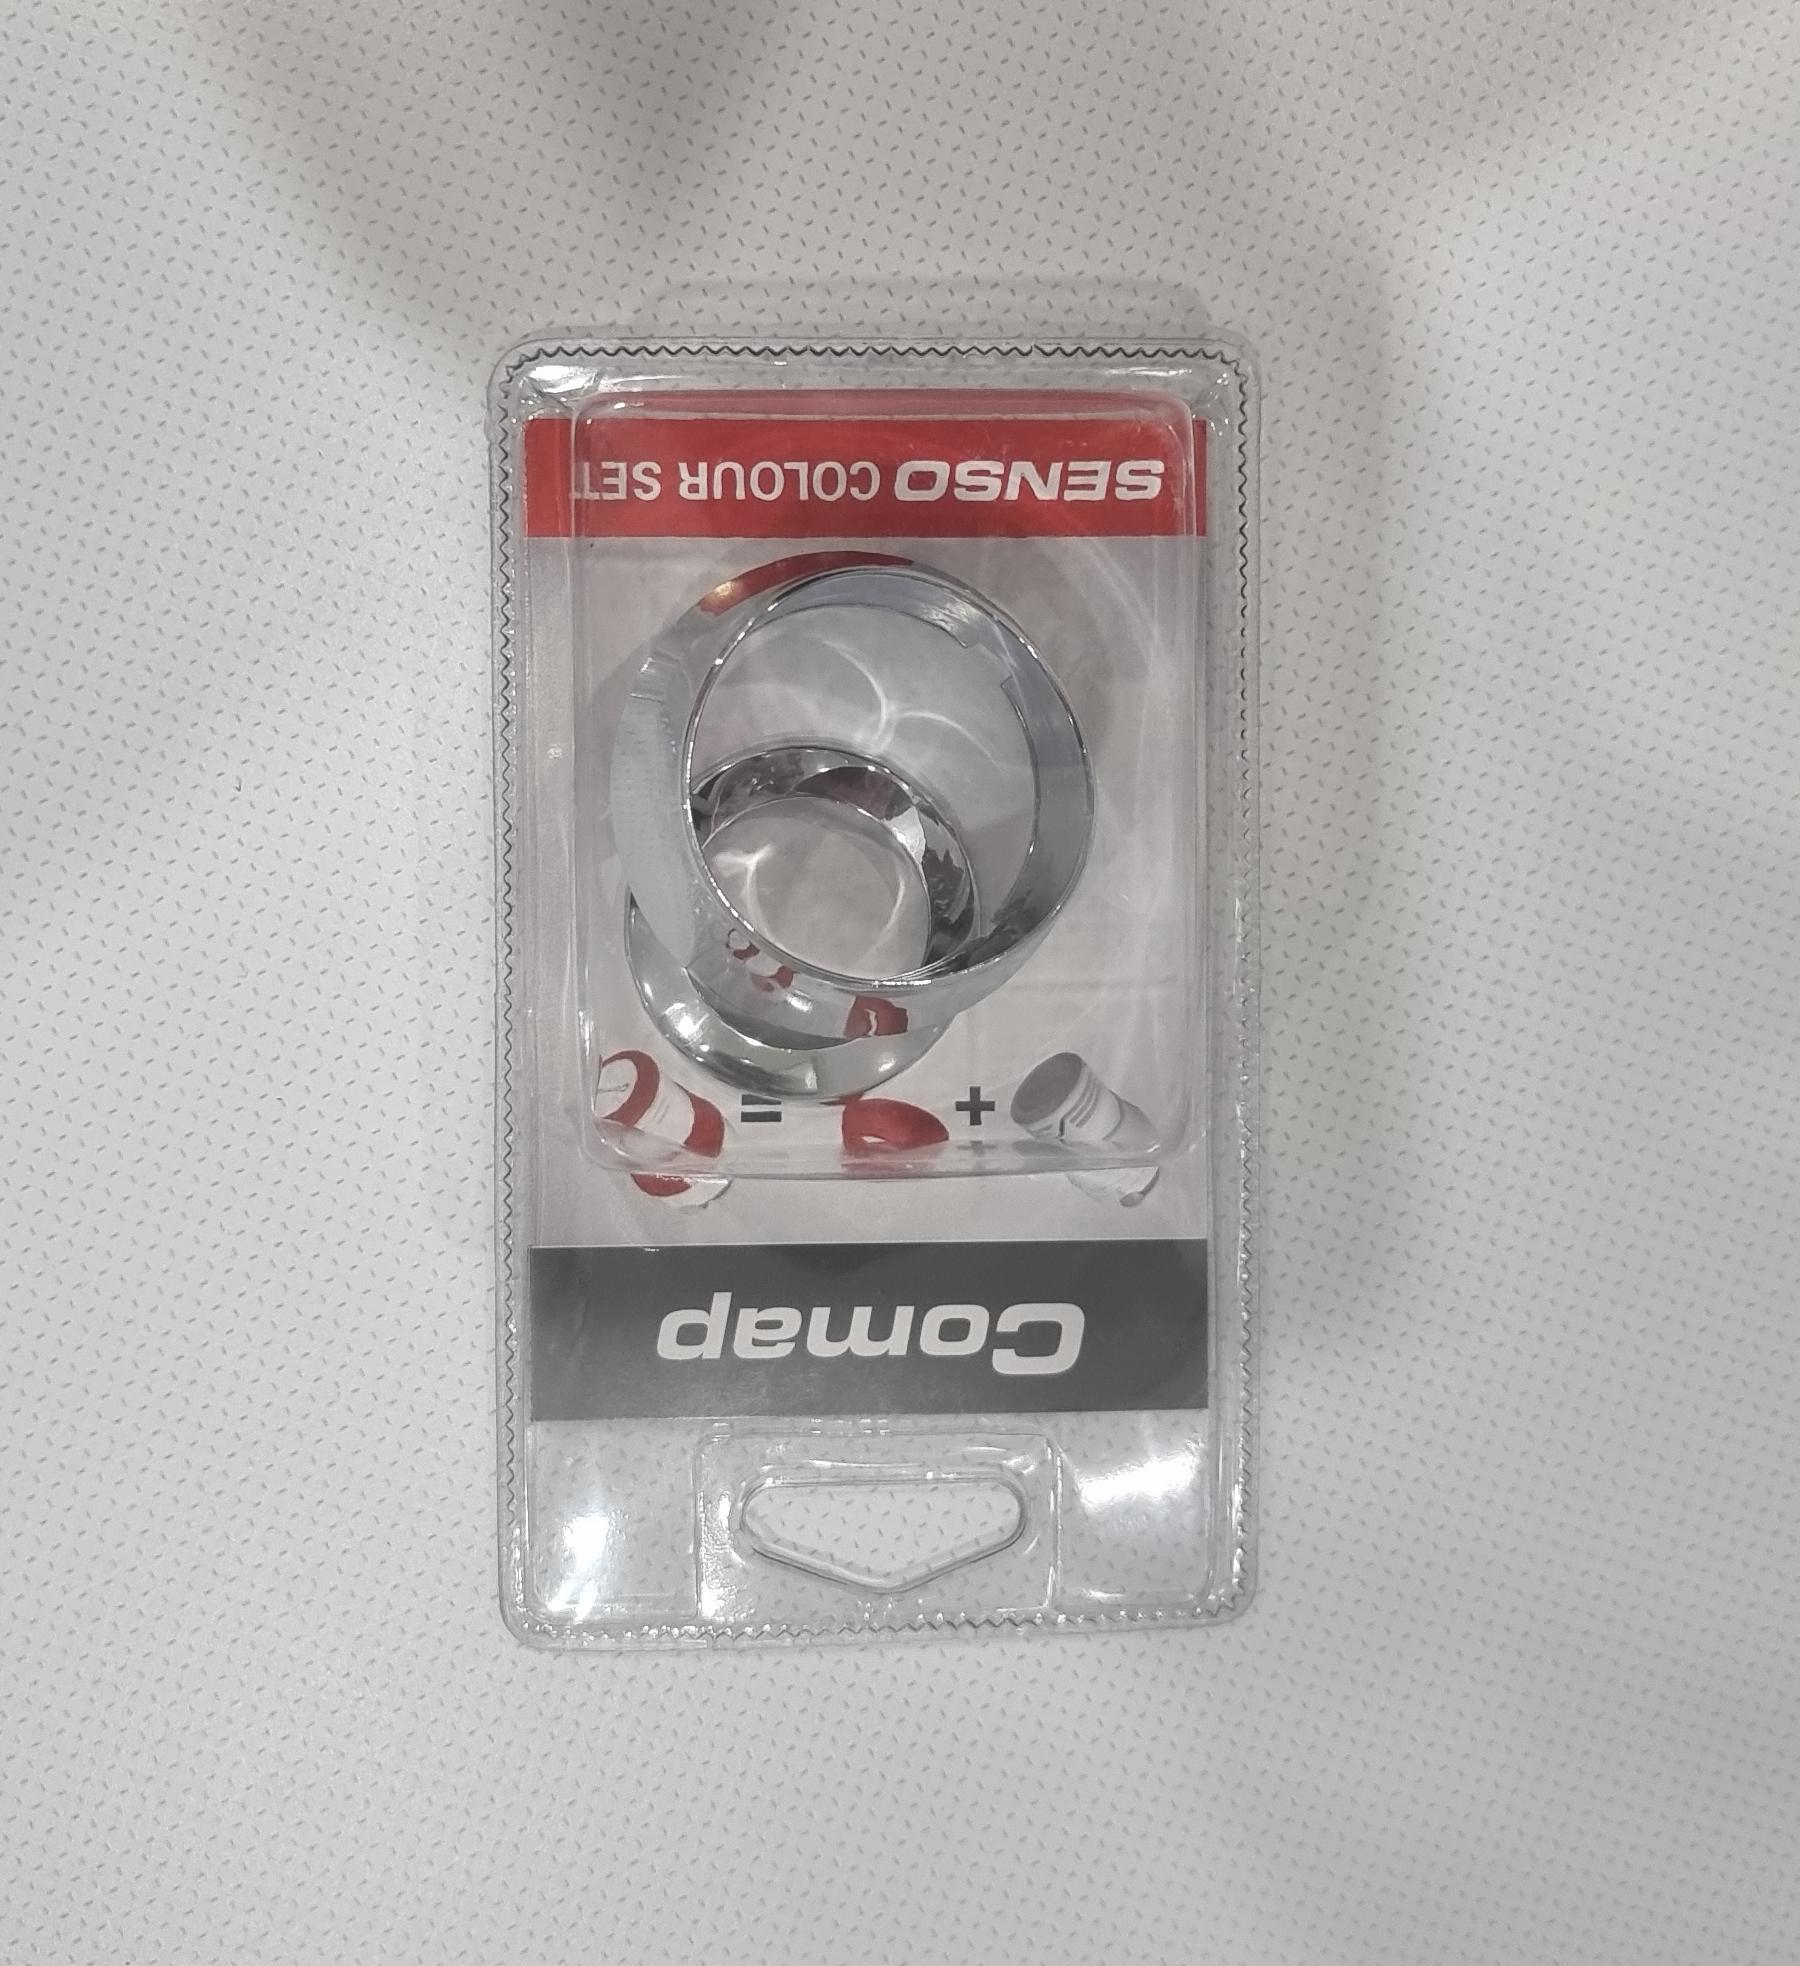 Comap
+ =
SENSO COLOUR SET